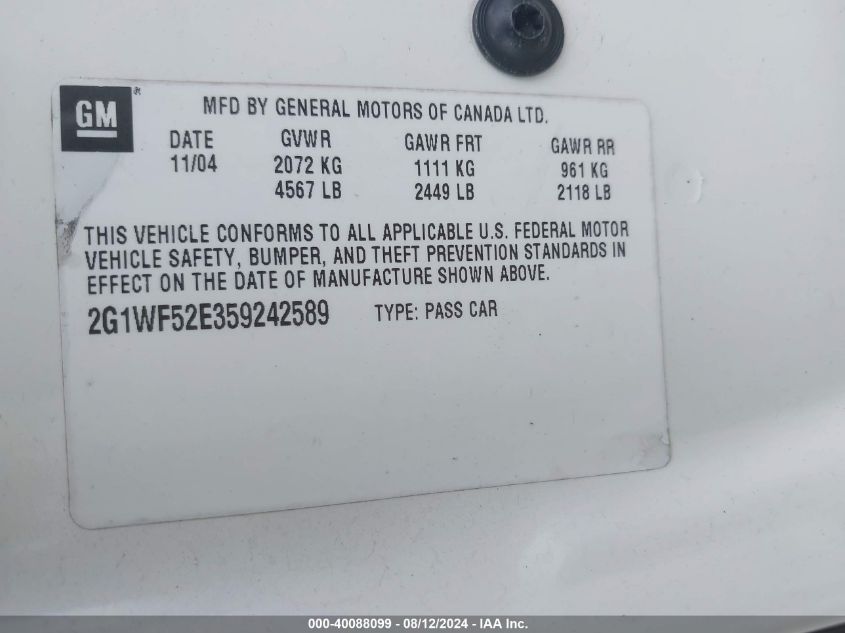 GM
MFD BY GENERAL MOTORS OF CANADA LTD.
DATE GVWR GAWR FRT GAWR RR
11/04 2072 KG 1111 KG 961 KG
4567 LB 2449 LB 2118 LB
THIS VEHICLE CONFORMS TO ALL APPLICABLE U.S. FEDERAL MOTOR
VEHICLE SAFETY, BUMPER, AND THEFT PREVENTION STANDARDS IN
EFFECT ON THE DATE OF MANUFACTURE SHOWN ABOVE.
2G1WF52E359242589 TYPE: PASS CAR
000-40088099 - 08/12/2024 - IAA Inc.